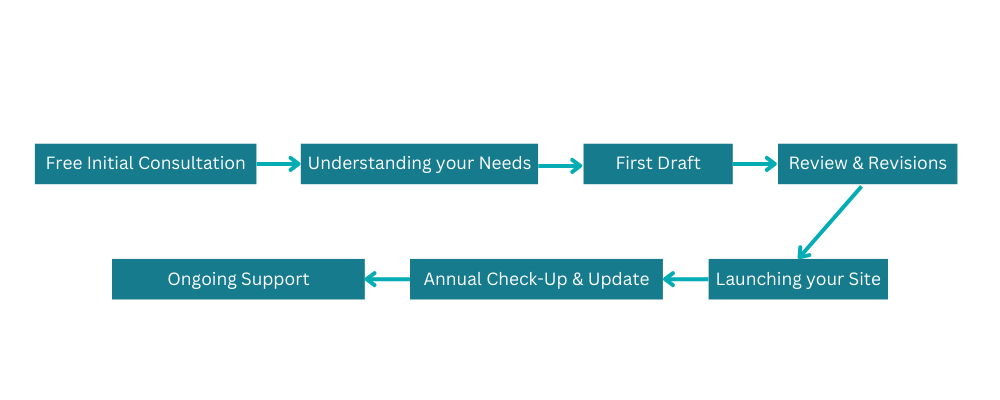 Free Initial Consultation
Understanding your Needs
First Draft
Review & Revisions
Launching your Site
Annual Check-Up & Update
Ongoing Support